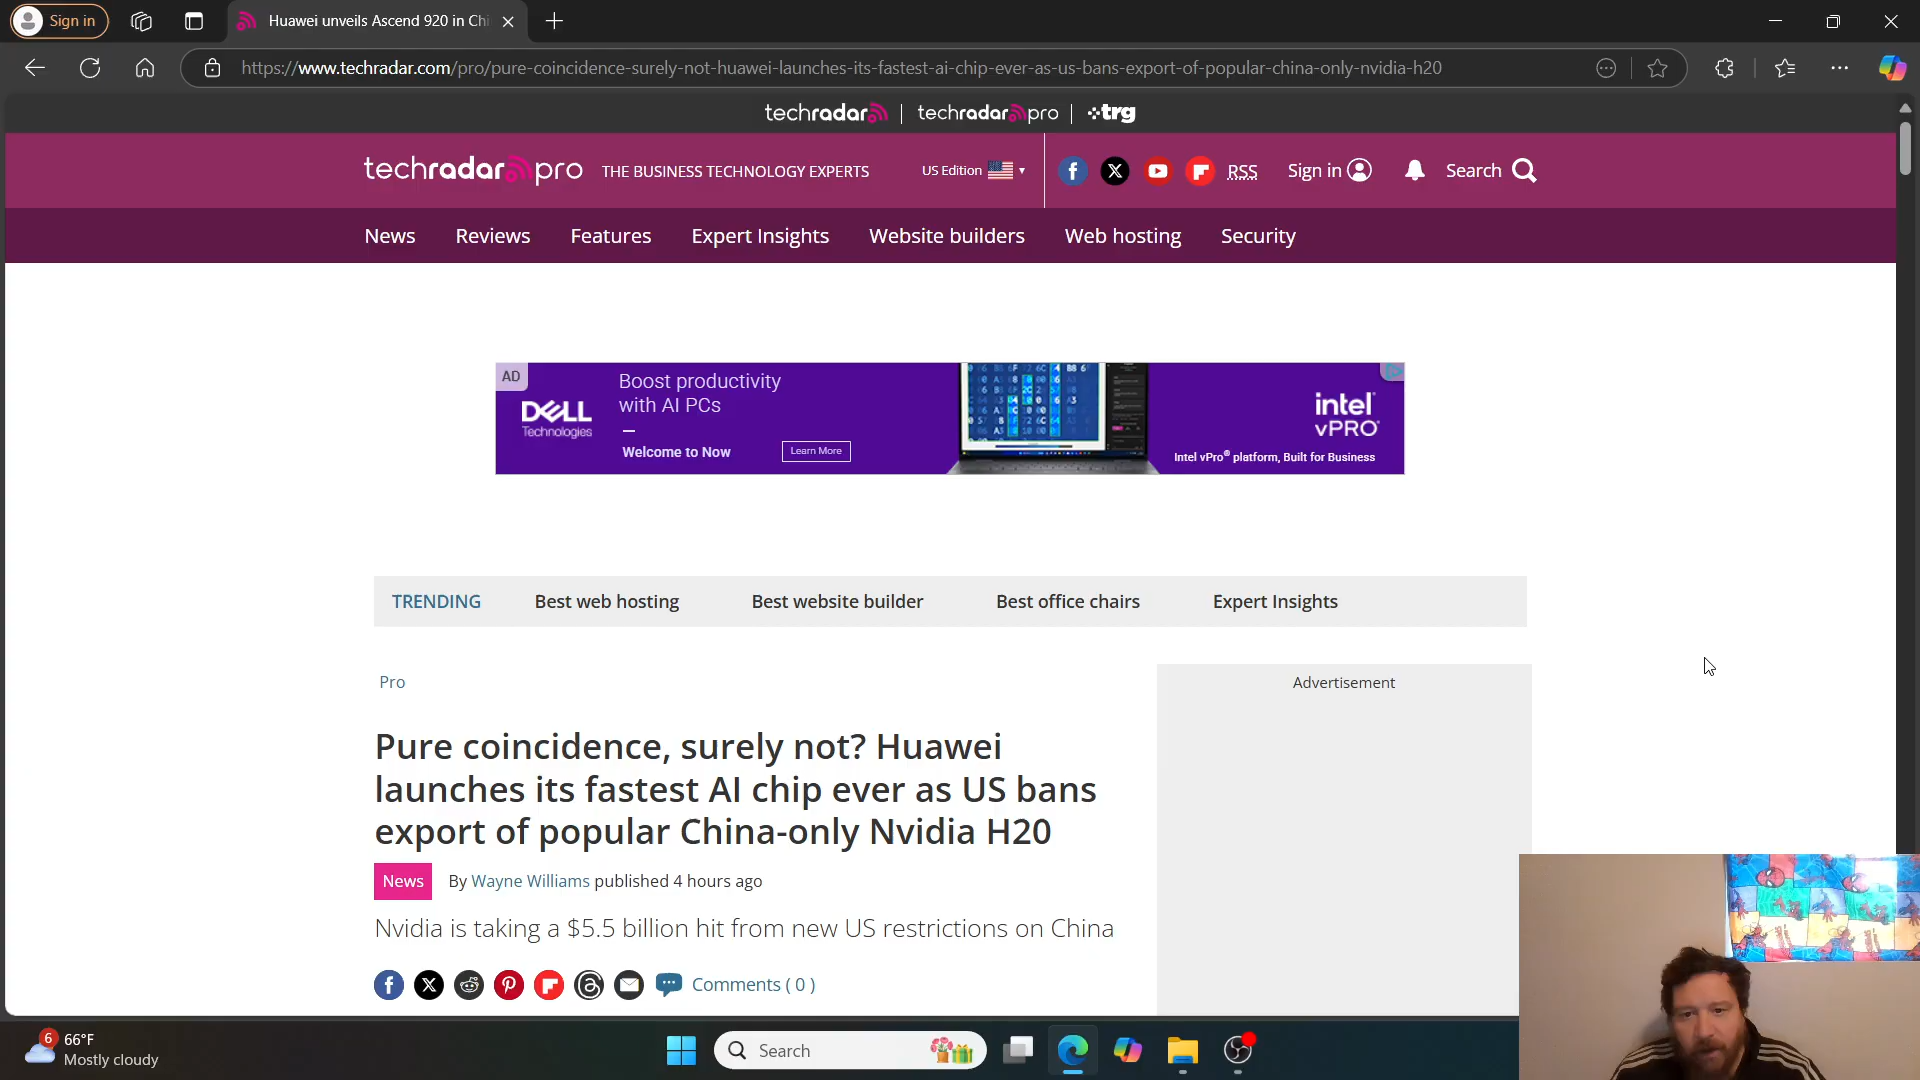 Sign in
Huawei unveils Ascend 920 in Chi
https://www.techradar.com/pro/pure-coincidence-surely-not-huawei-launches-its-fastest-ai-chip-ever-as-us-bans-export-of-popular-china-only-nvidia-h20
techradar | techradar pro | trg
techradar pro THE BUSINESS TECHNOLOGY EXPERTS US Edition RSS Sign in Search
News Reviews Features Expert Insights Website builders Web hosting Security
AD
Boost productivity
with AI PCs
DELL
Technologies
Welcome to Now
Learn More
intel
vPRO
Intel vPro® platform, Built for Business
TRENDING Best web hosting Best website builder Best office chairs Expert Insights
Pro
Advertisement
Pure coincidence, surely not? Huawei
launches its fastest AI chip ever as US bans
export of popular China-only Nvidia H20
News By Wayne Williams published 4 hours ago
Nvidia is taking a $5.5 billion hit from new US restrictions on China
Comments ( 0 )
6
66°F
Mostly cloudy
Search